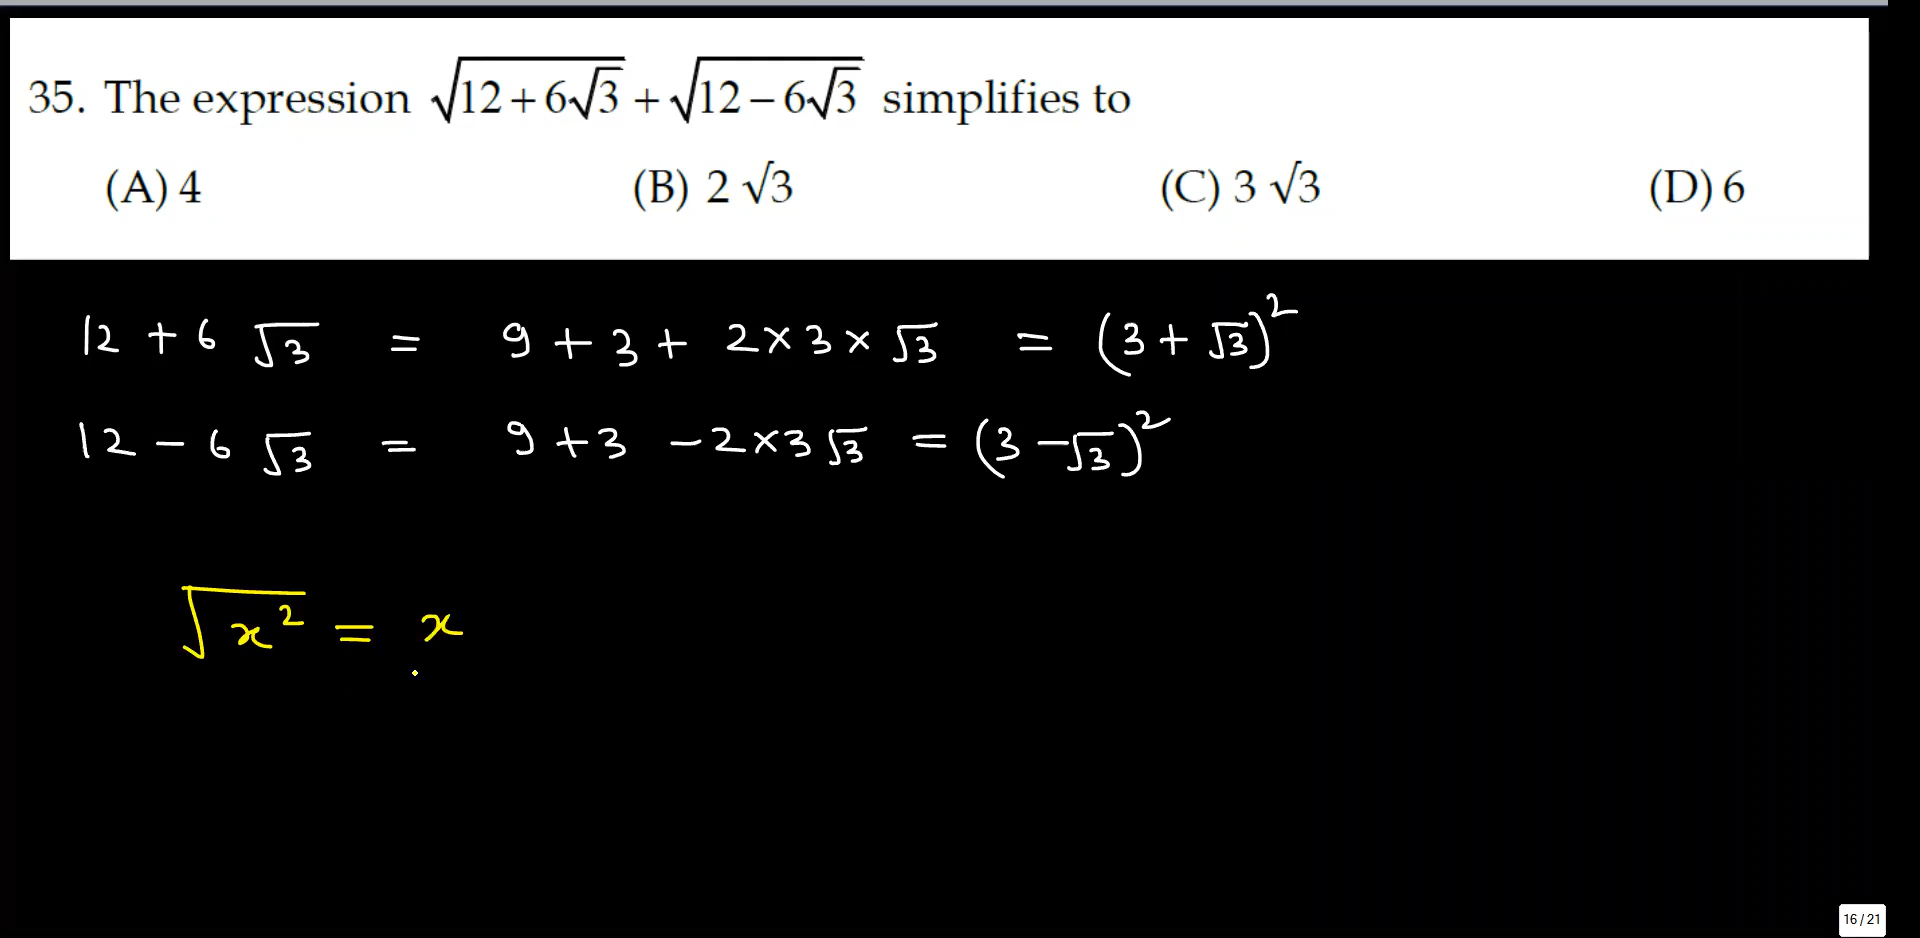 35. The expression √(12+6√3) + √(12−6√3) simplifies to
(A) 4 (B) 2 √3 (C) 3 √3 (D) 6
12 + 6 √3 = 9 + 3 + 2×3×√3 = (3 + √3)²
12 − 6 √3 = 9 + 3 − 2×3√3 = (3 − √3)²
√x² = x
16/21